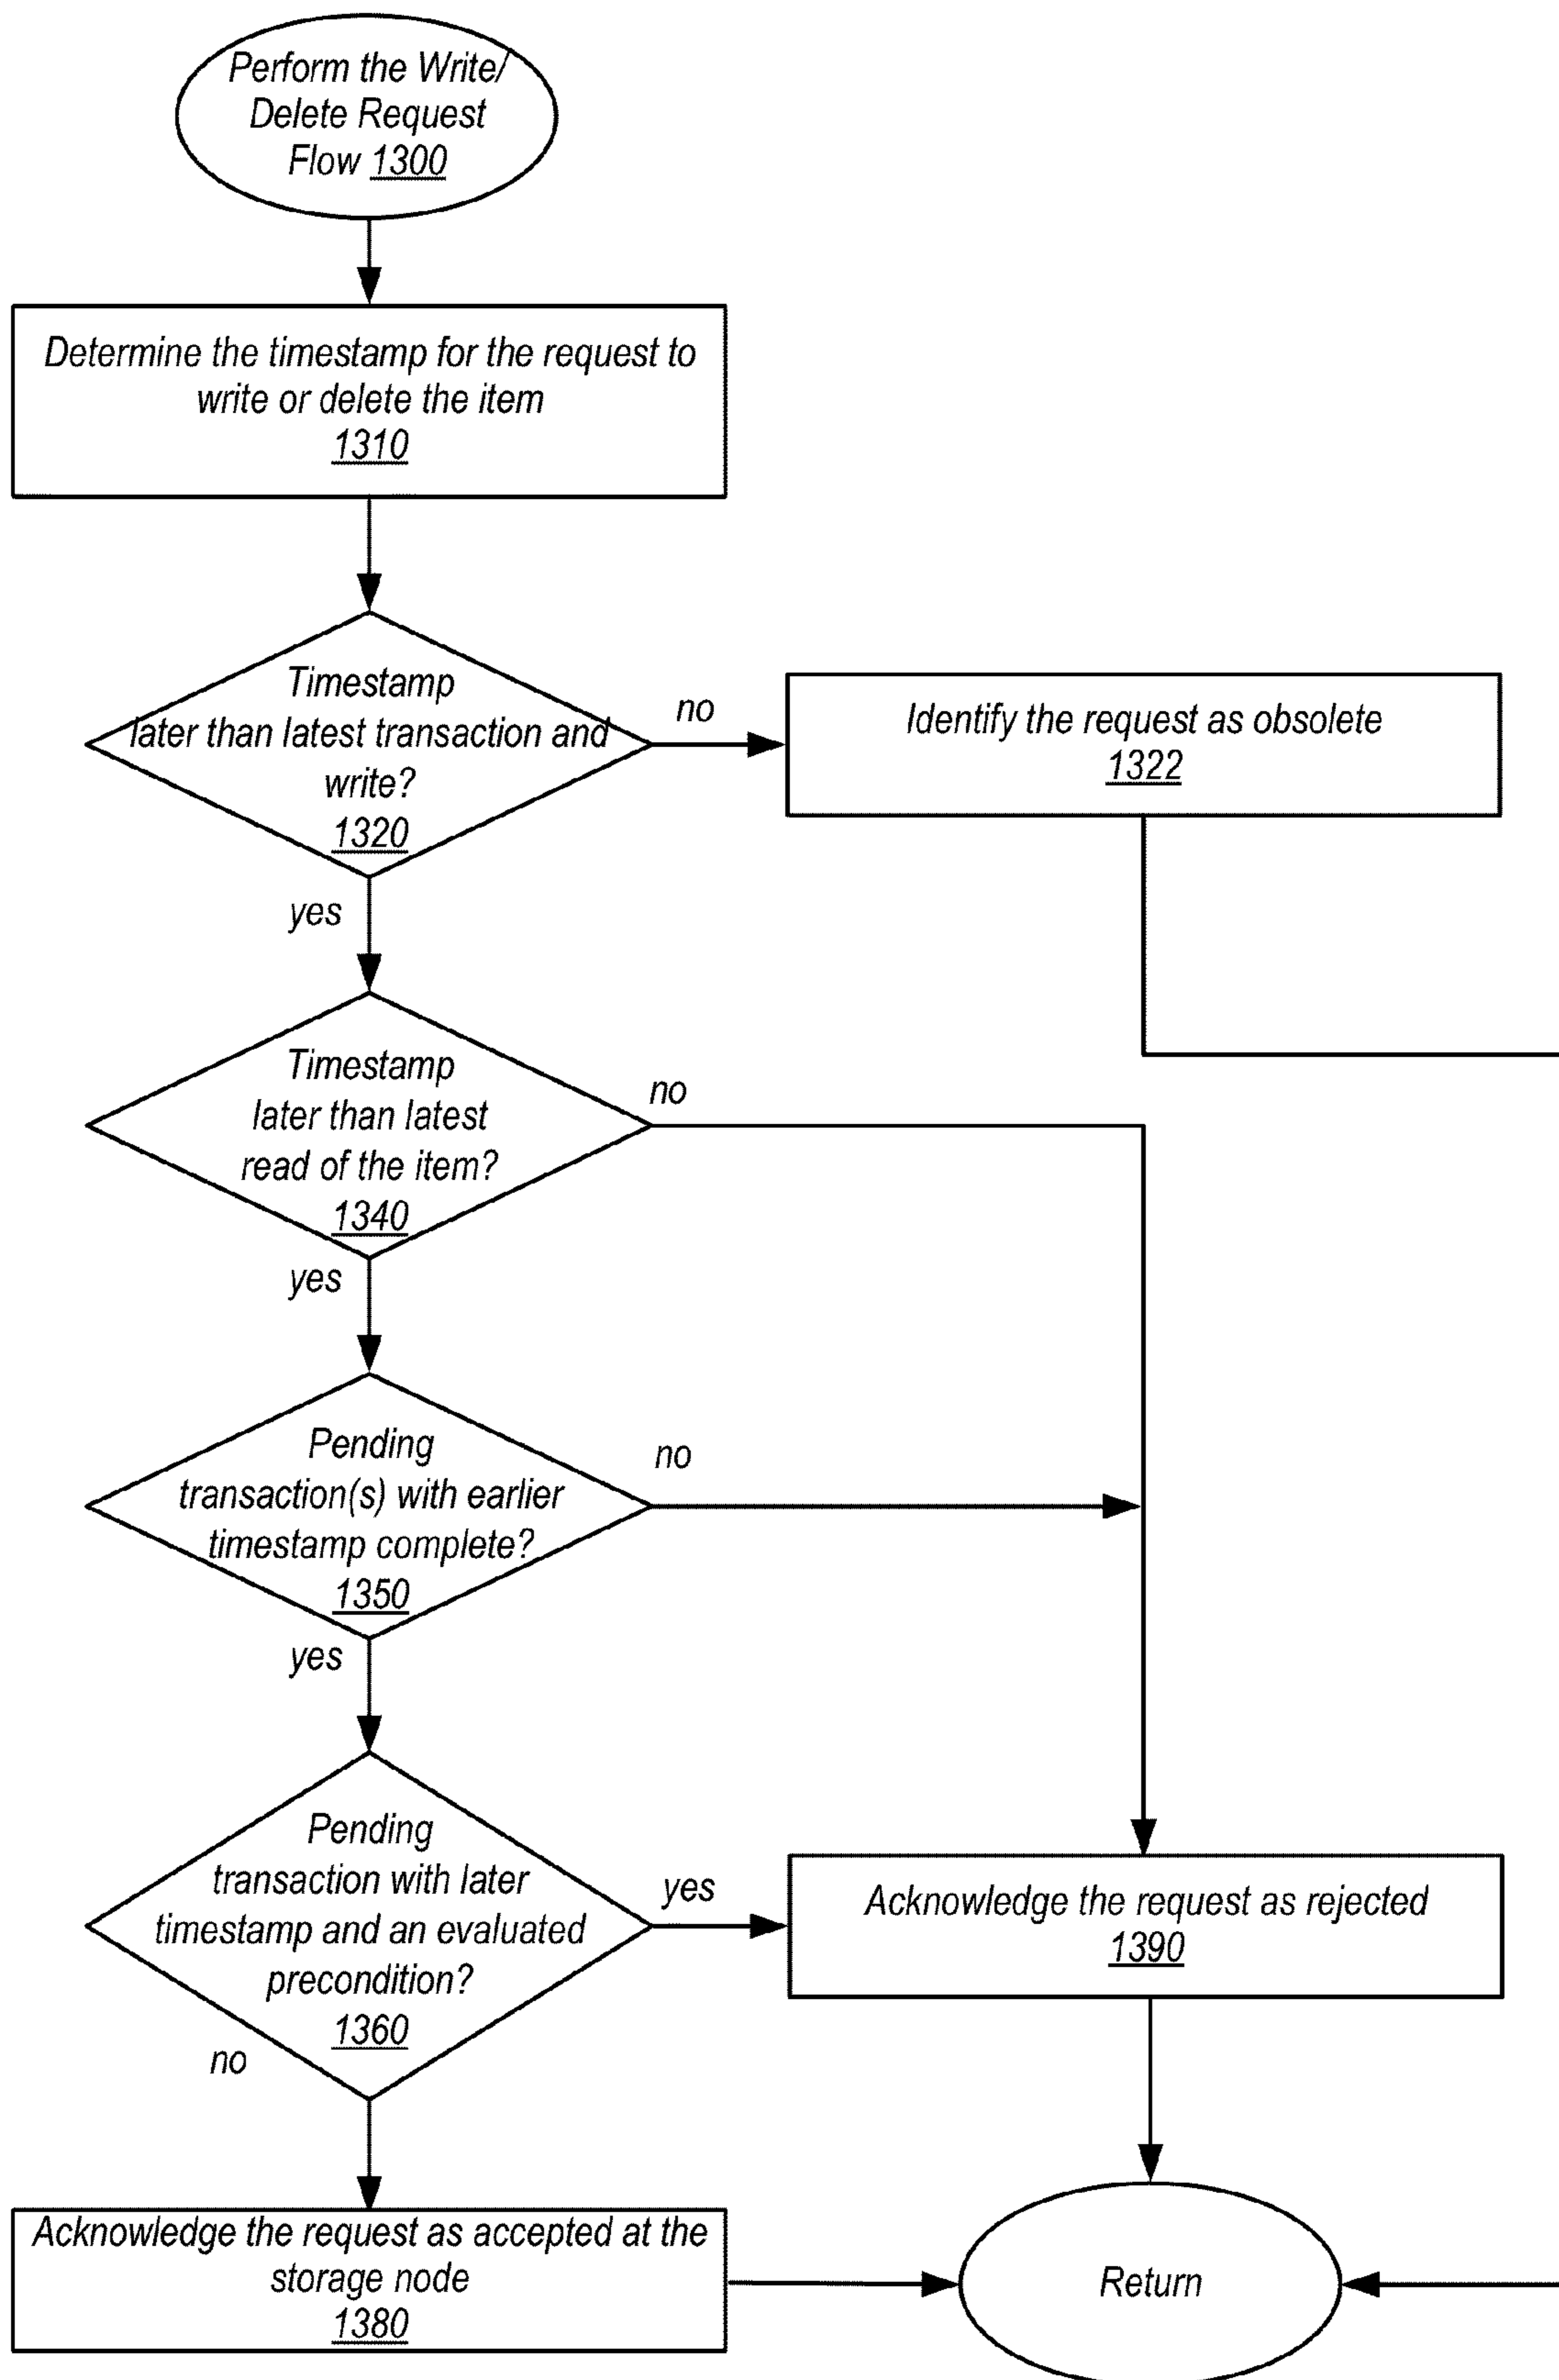 Perform the Write/
Delete Request
Flow 1300
Determine the timestamp for the request to
write or delete the item
1310
Timestamp
later than latest transaction and
write?
1320
no
Identify the request as obsolete
1322
yes
Timestamp
later than latest
read of the item?
1340
no
yes
Pending
transaction(s) with earlier
timestamp complete?
1350
no
yes
Pending
transaction with later
timestamp and an evaluated
precondition?
1360
yes
Acknowledge the request as rejected
1390
no
Acknowledge the request as accepted at the
storage node
1380
Return